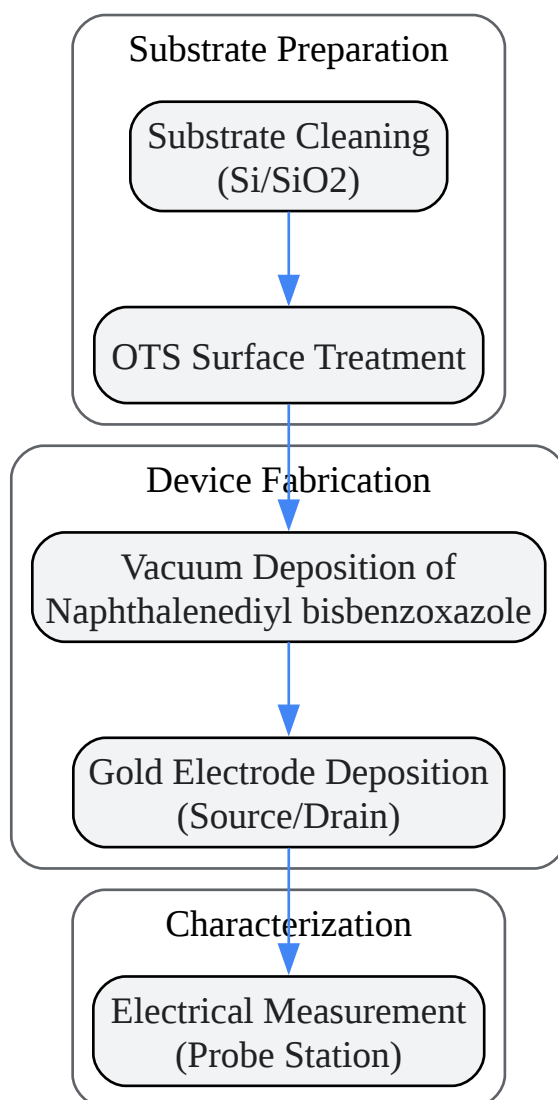 Substrate Preparation
Substrate Cleaning
(Si/SiO2)
OTS Surface Treatment
Device Fabrication
Vacuum Deposition of
Naphthalenediyl bisbenzoxazole
Gold Electrode Deposition
(Source/Drain)
Characterization
Electrical Measurement
(Probe Station)